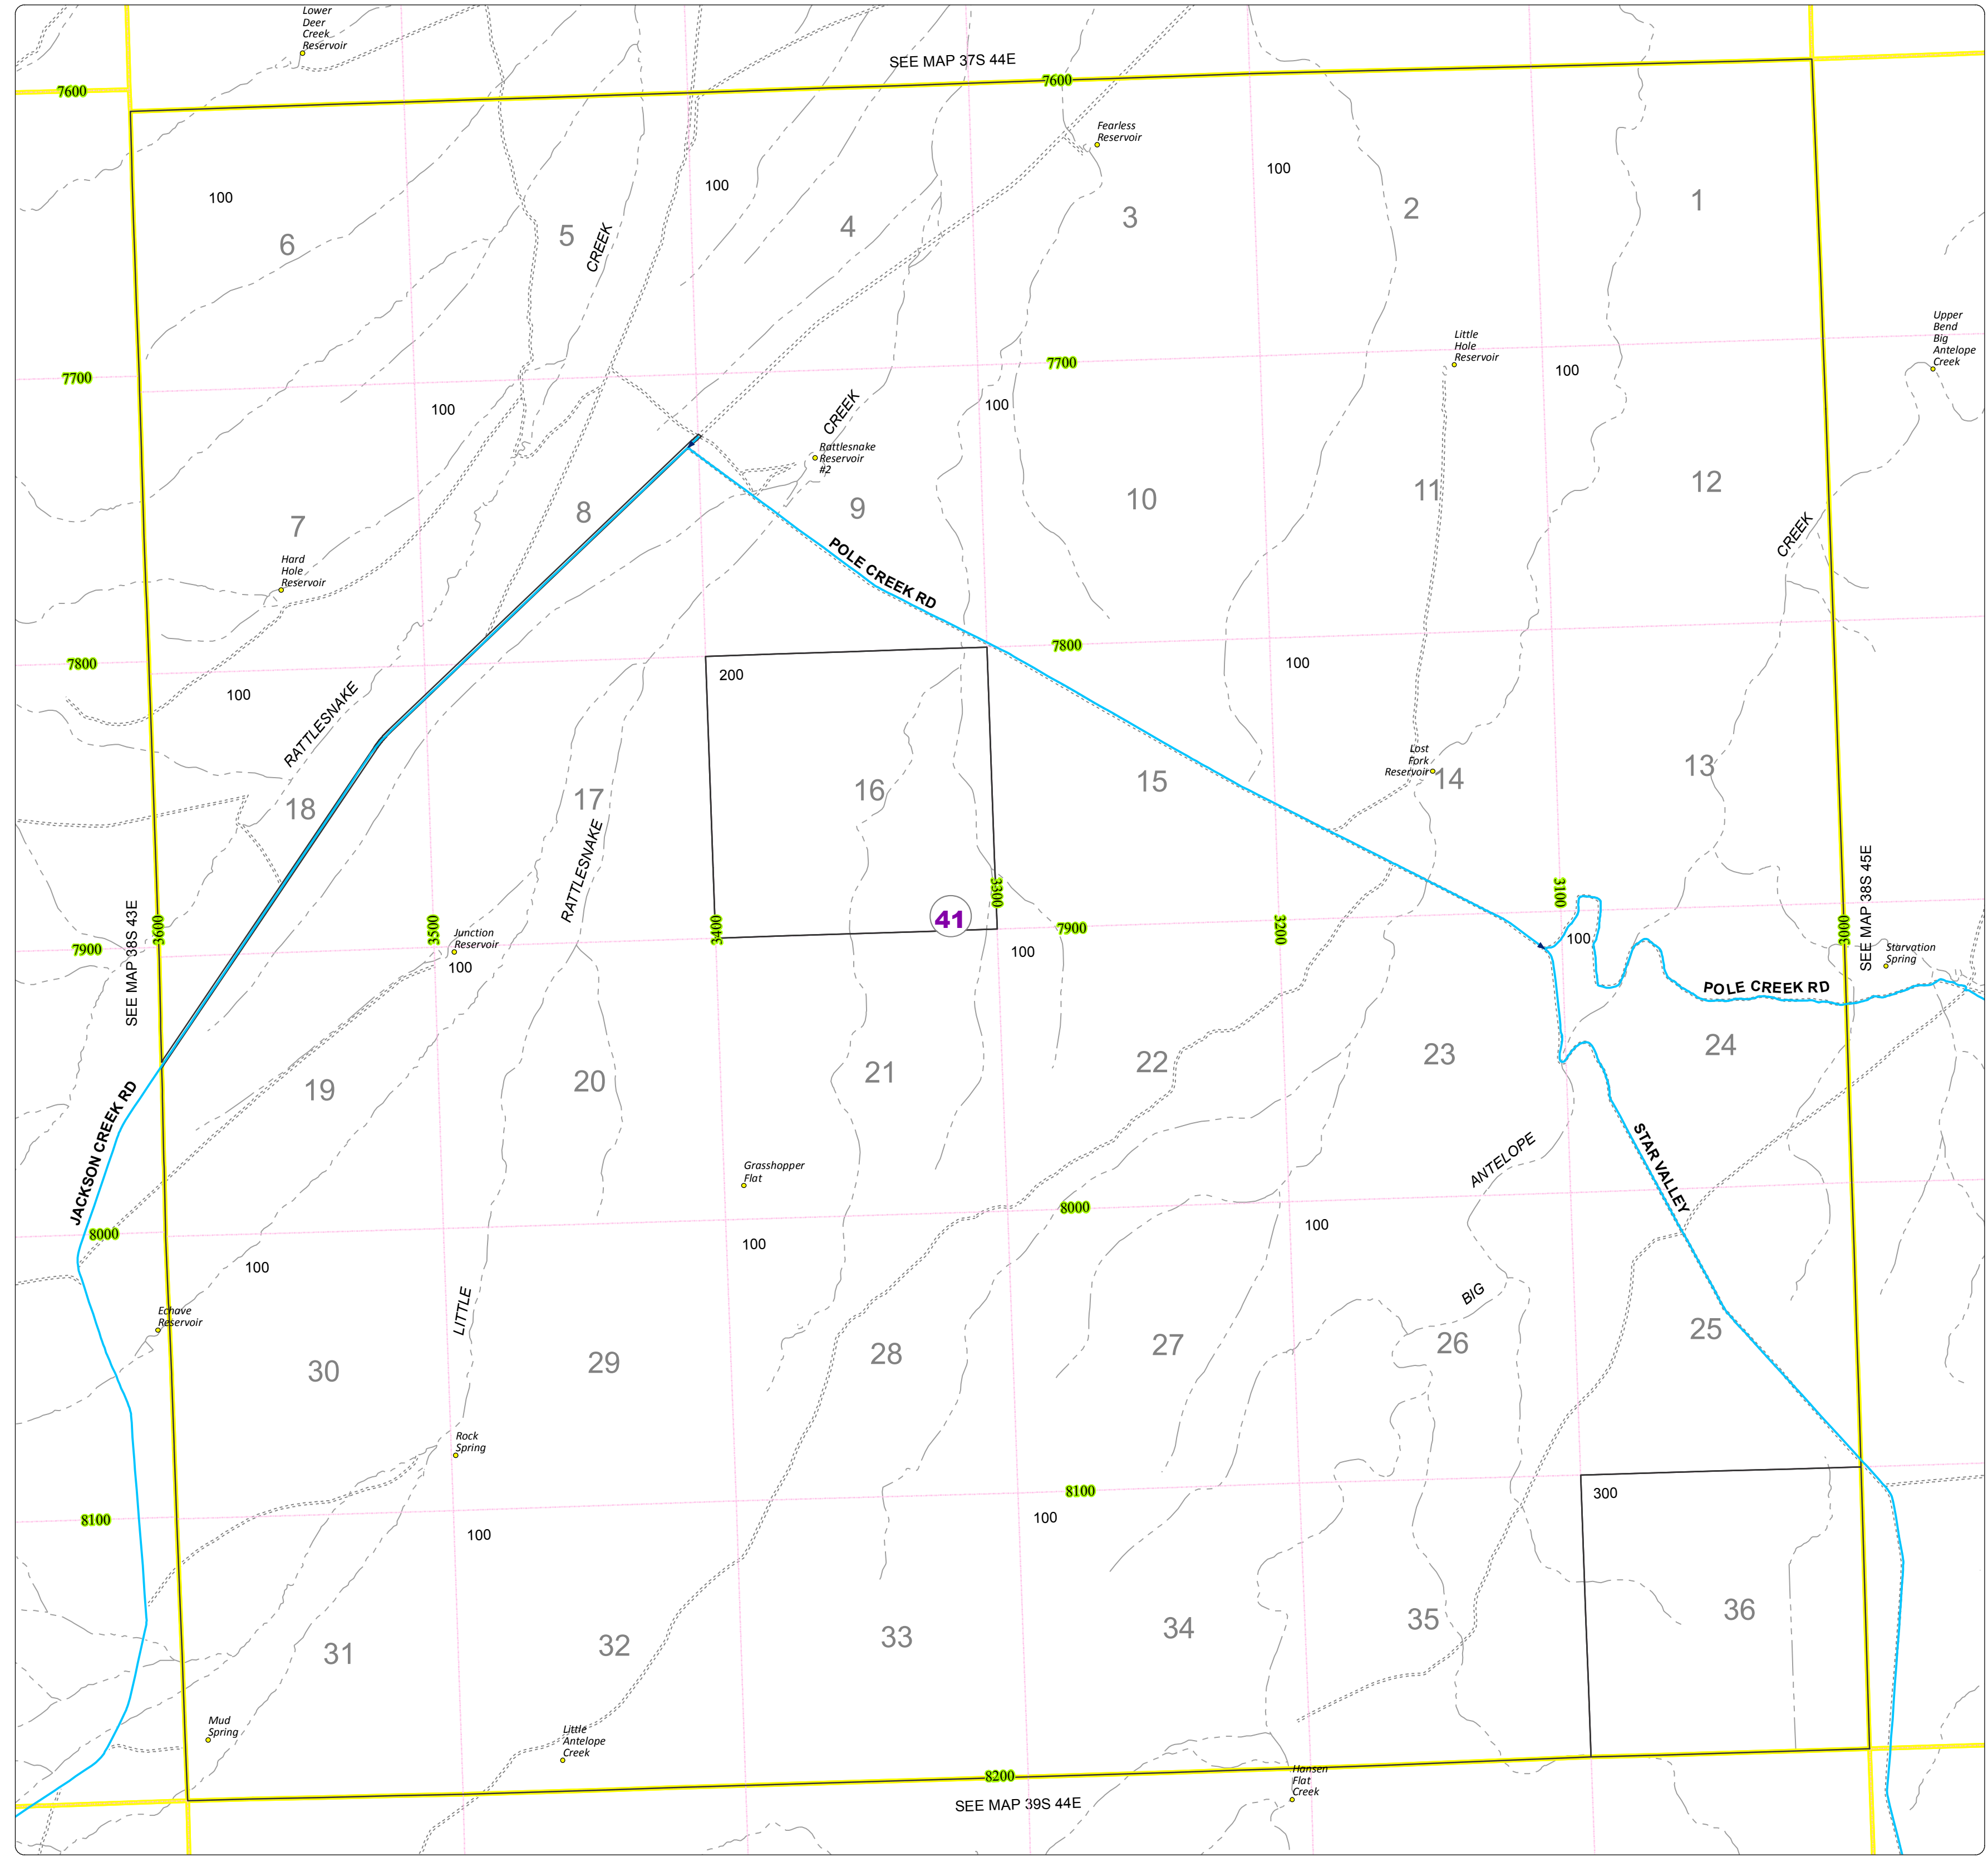 Lower
Deer
Creek
Reservoir
SEE MAP 37S 44E
7600
7600
Fearless
Reservoir
100
100
100
6
5
4
3
2
1
CREEK
Upper
Bend
Big
Antelope
Creek
Little
Hole
Reservoir
7700
7700
100
100
100
CREEK
Rattlesnake
Reservoir
#2
7
8
9
10
11
12
CREEK
Hard
Hole
Reservoir
POLE CREEK RD
7800
7800
100
200
100
RATTLESNAKE
Lost
Fork
Reservoir
18
17
16
15
14
13
RATTLESNAKE
SEE MAP 38S 43E
3600
3500
3400
41
3300
3200
3100
3000
SEE MAP 38S 45E
7900
7900
Junction
Reservoir
100
100
100
Starvation
Spring
POLE CREEK RD
JACKSON CREEK RD
19
20
21
22
23
24
ANTELOPE
STAR VALLEY
Grasshopper
Flat
8000
8000
100
100
100
Echave
Reservoir
LITTLE
BIG
30
29
28
27
26
25
Rock
Spring
8100
8100
100
100
300
31
32
33
34
35
36
Mud
Spring
Little
Antelope
Creek
8200
Hansen
Flat
Creek
SEE MAP 39S 44E